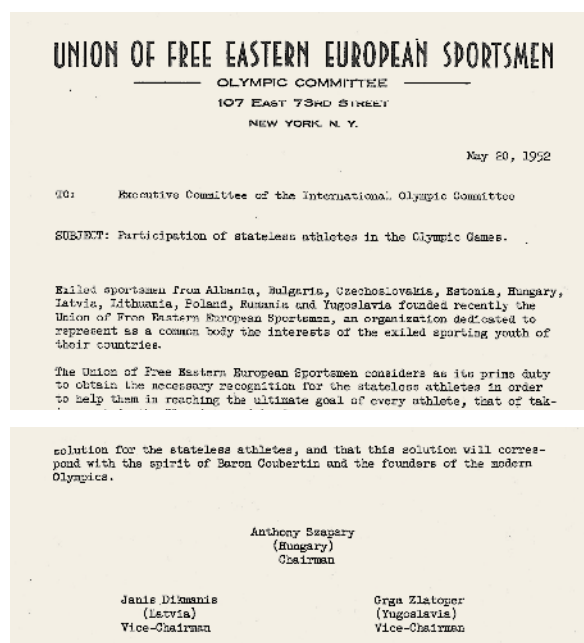 UNION OF FREE EASTERN EUROPEAN SPORTSMEN
OLYMPIC COMMITTEE
107 EAST 73RD STREET
NEW YORK, N. Y.
May 20, 1952
TO: Executive Committee of the International Olympic Committee
SUBJECT: Participation of stateless athletes in the Olympic Games.
Exiled sportsmen from Albania, Bulgaria, Czechoslovakia, Estonia, Hungary,
Latvia, Lithuania, Poland, Rumania and Yugoslavia founded recently the
Union of Free Eastern European Sportsmen, an organization dedicated to
represent as a common body the interests of the exiled sporting youth of
their countries.
The Union of Free Eastern European Sportsmen considers as its prime duty
to obtain the necessary recognition for the stateless athletes in order
to help them in reaching the ultimate goal of every athlete, that of tak-
solution for the stateless athletes, and that this solution will corres-
pond with the spirit of Baron Coubertin and the founders of the modern
Olympics.
Anthony Szapary
(Hungary)
Chairman
Janis Dikmanis
(Latvia)
Vice-Chairman
Grga Zlatoper
(Yugoslavia)
Vice-Chairman